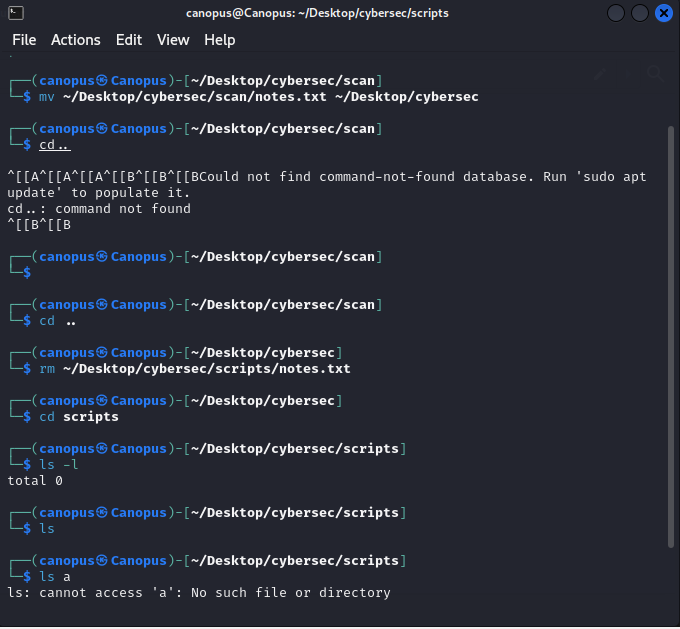 canopus@Canopus: ~/Desktop/cybersec/scripts
File Actions Edit View Help
┌──(canopus㉿Canopus)-[~/Desktop/cybersec/scan]
└─$ mv ~/Desktop/cybersec/scan/notes.txt ~/Desktop/cybersec
┌──(canopus㉿Canopus)-[~/Desktop/cybersec/scan]
└─$ cd..
^[[A^[[A^[[A^[[B^[[B^[[BCould not find command-not-found database. Run 'sudo apt
update' to populate it.
cd..: command not found
^[[B^[[B
┌──(canopus㉿Canopus)-[~/Desktop/cybersec/scan]
└─$
┌──(canopus㉿Canopus)-[~/Desktop/cybersec/scan]
└─$ cd ..
┌──(canopus㉿Canopus)-[~/Desktop/cybersec]
└─$ rm ~/Desktop/cybersec/scripts/notes.txt
┌──(canopus㉿Canopus)-[~/Desktop/cybersec]
└─$ cd scripts
┌──(canopus㉿Canopus)-[~/Desktop/cybersec/scripts]
└─$ ls -l
total 0
┌──(canopus㉿Canopus)-[~/Desktop/cybersec/scripts]
└─$ ls
┌──(canopus㉿Canopus)-[~/Desktop/cybersec/scripts]
└─$ ls a
ls: cannot access 'a': No such file or directory